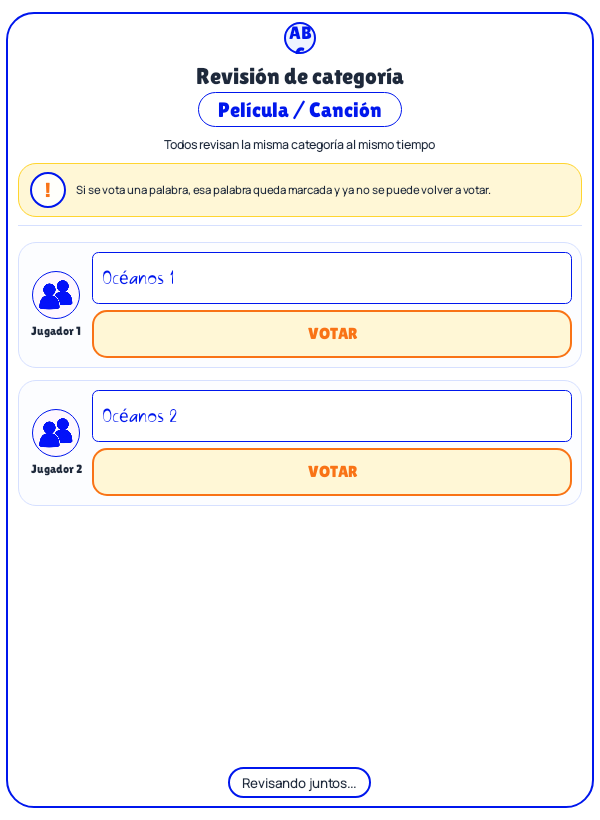 AB
Revisión de categoría
Película / Canción
Todos revisan la misma categoría al mismo tiempo
!
Si se vota una palabra, esa palabra queda marcada y ya no se puede volver a votar.
Océanos 1
VOTAR
Jugador 1
Océanos 2
VOTAR
Jugador 2
Revisando juntos...